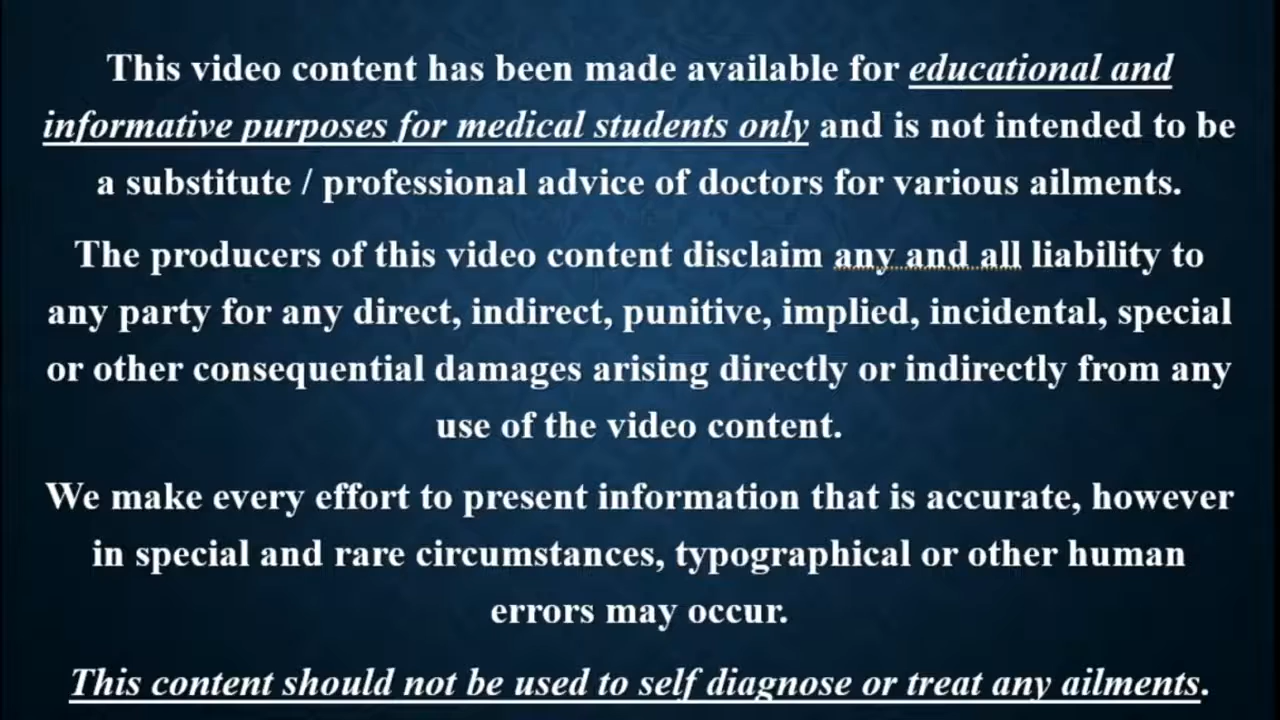 This video content has been made available for educational and
informative purposes for medical students only and is not intended to be
a substitute / professional advice of doctors for various ailments.
The producers of this video content disclaim any and all liability to
any party for any direct, indirect, punitive, implied, incidental, special
or other consequential damages arising directly or indirectly from any
use of the video content.
We make every effort to present information that is accurate, however
in special and rare circumstances, typographical or other human
errors may occur.
This content should not be used to self diagnose or treat any ailments.